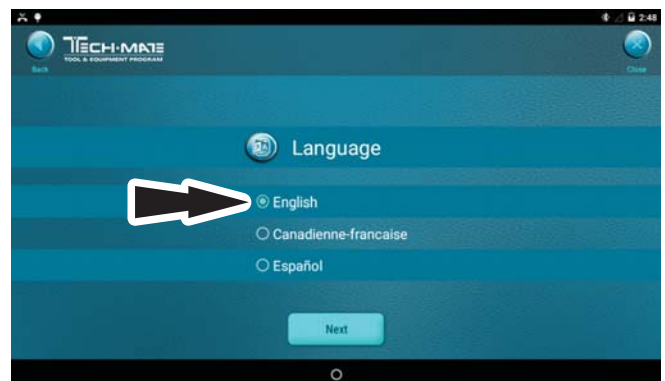 2:48
TECH·MATE
TOOL & EQUIPMENT PROGRAM
Back
Close
Language
English
Canadienne-francaise
Español
Next